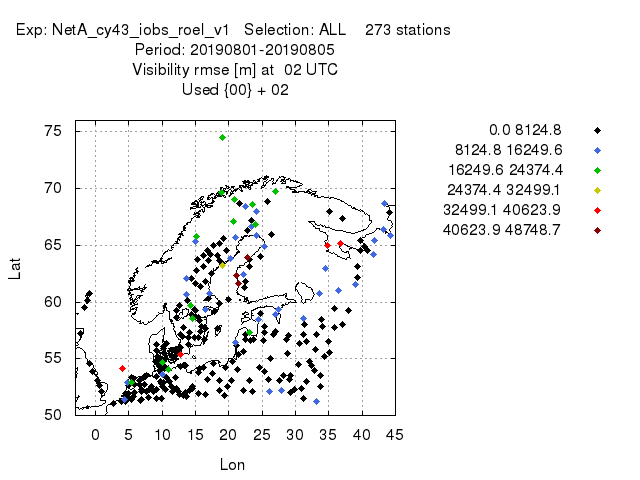 Exp: NetA_cy43_iobs_roel_v1 Selection: ALL 273 stations
Period: 20190801-20190805
Visibility rmse [m] at 02 UTC
Used {00} + 02
75
70
65
60
55
50
Lat
0 5 10 15 20 25 30 35 40 45
Lon
0.0 8124.8
8124.8 16249.6
16249.6 24374.4
24374.4 32499.1
32499.1 40623.9
40623.9 48748.7